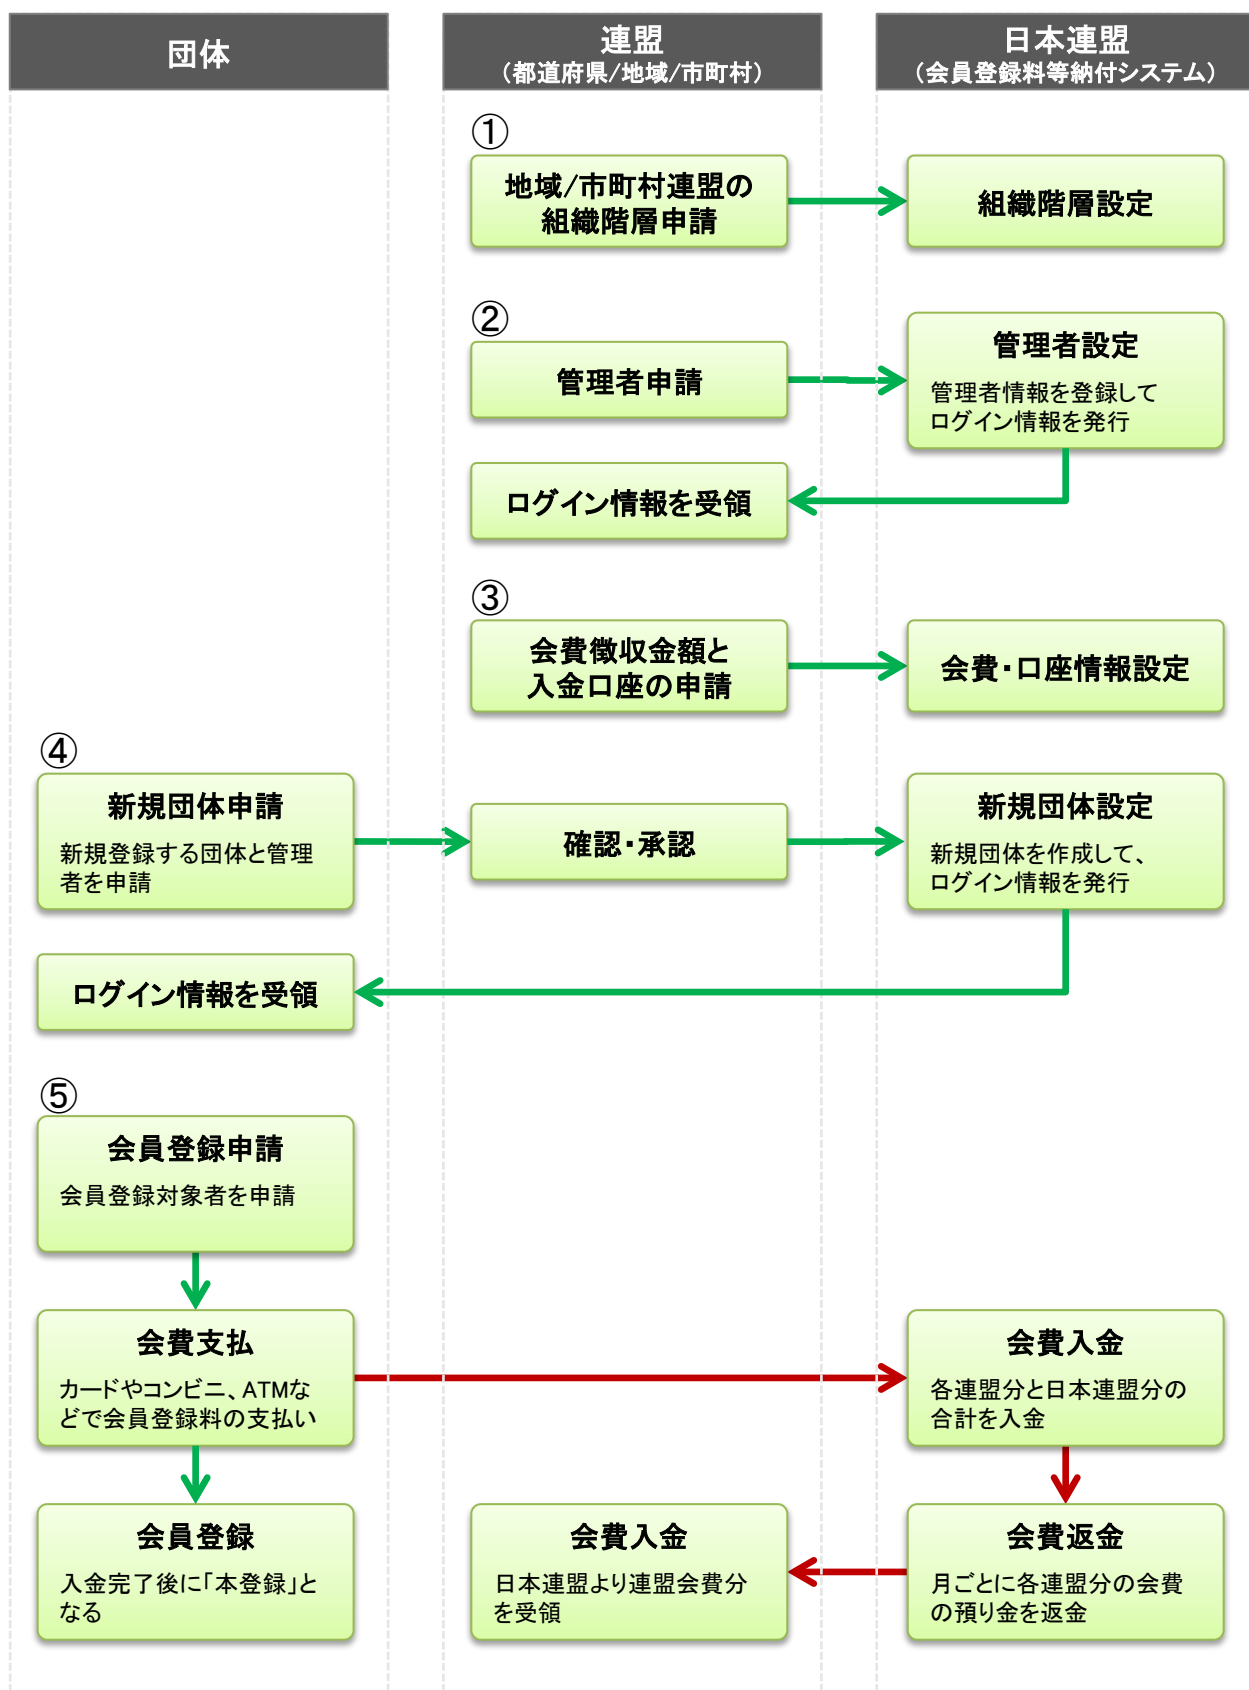 団体
連盟
（都道府県/地域/市町村）
日本連盟
（会員登録料等納付システム）
①
地域/市町村連盟の
組織階層申請
組織階層設定
②
管理者申請
管理者設定
管理者情報を登録して
ログイン情報を発行
ログイン情報を受領
③
会費徴収金額と
入金口座の申請
会費・口座情報設定
④
新規団体申請
新規登録する団体と管理
者を申請
確認・承認
新規団体設定
新規団体を作成して、
ログイン情報を発行
ログイン情報を受領
⑤
会員登録申請
会員登録対象者を申請
会費支払
カードやコンビニ、ATMな
どで会員登録料の支払い
会費入金
各連盟分と日本連盟分の
合計を入金
会員登録
入金完了後に「本登録」と
なる
会費入金
日本連盟より連盟会費分
を受領
会費返金
月ごとに各連盟分の会費
の預り金を返金